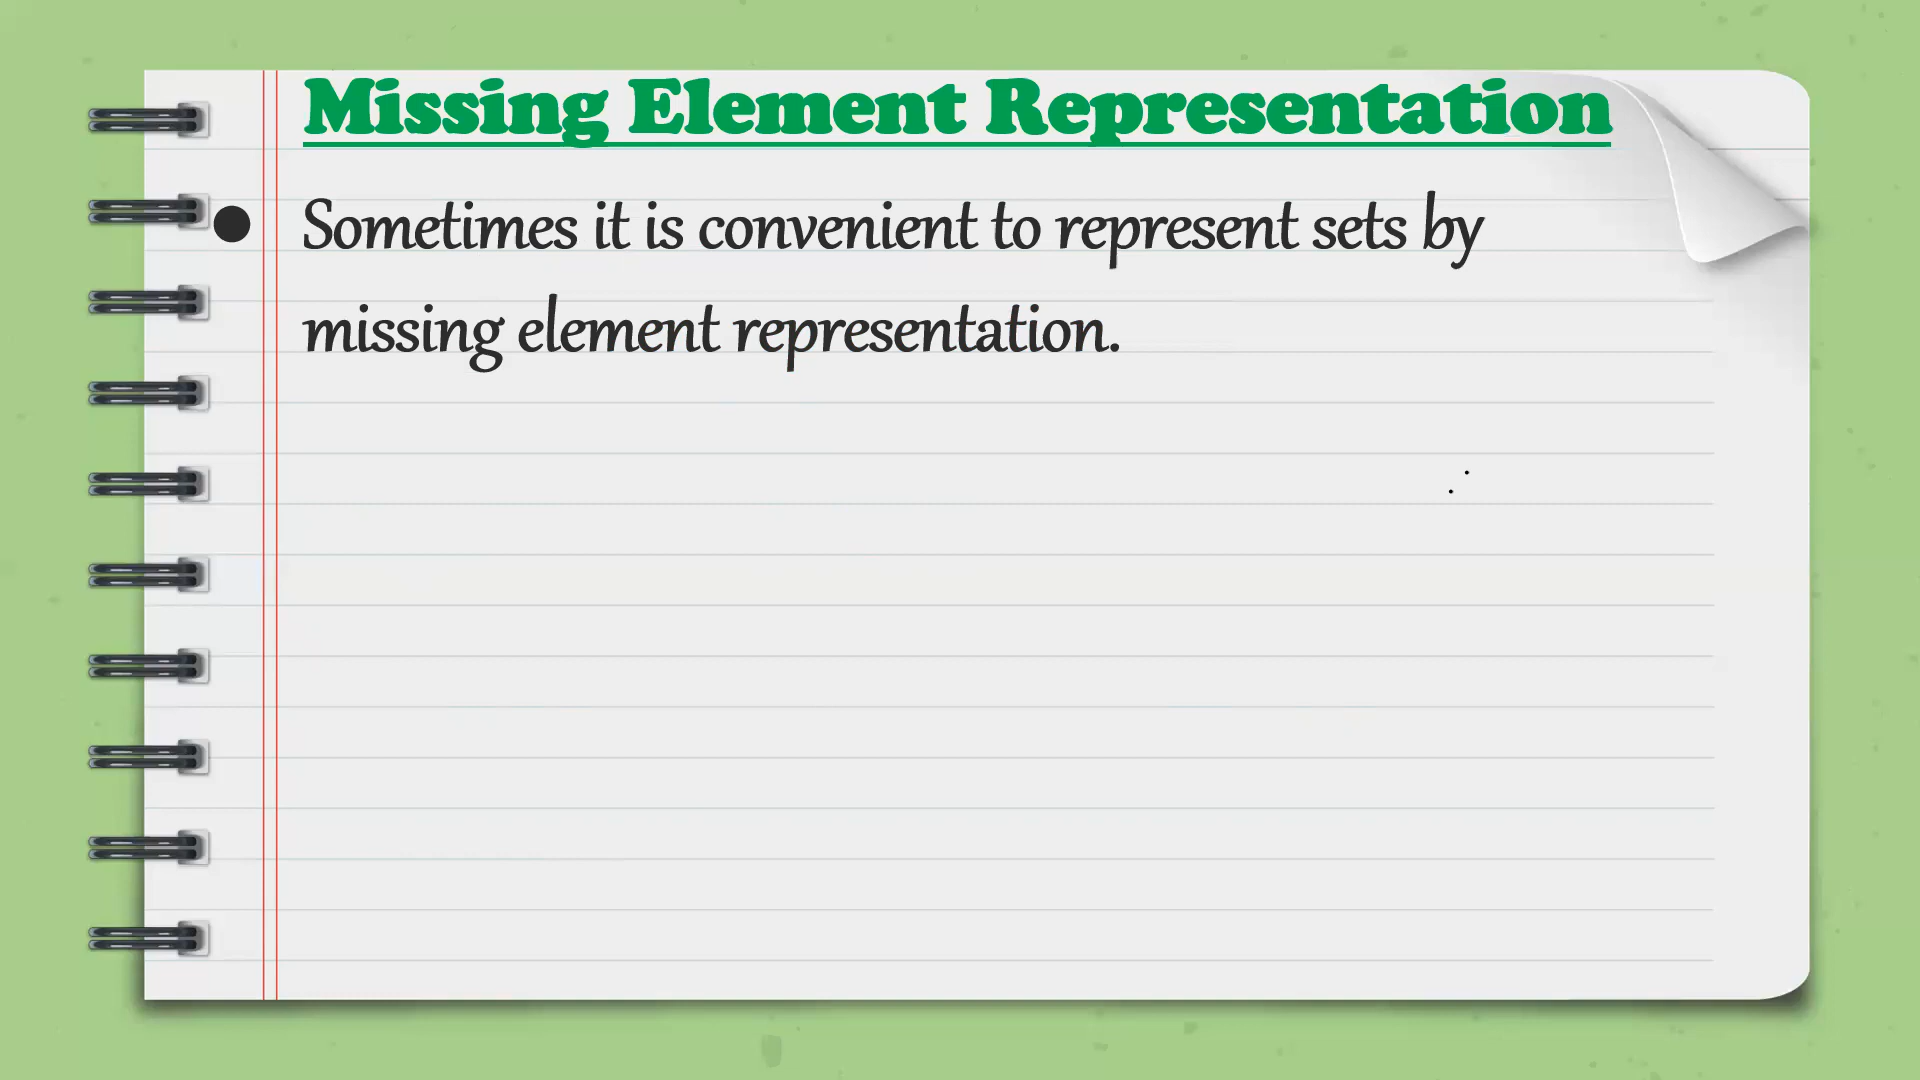 Missing Element Representation
● Sometimes it is convenient to represent sets by
missing element representation.